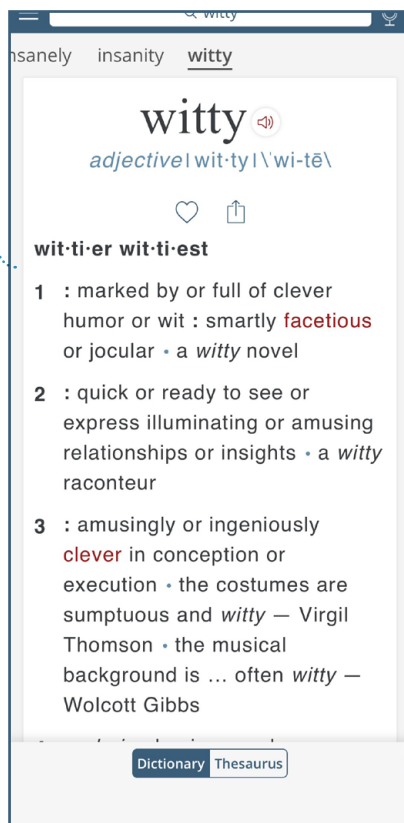 witty
insanity witty
witty
adjective | wit·ty | \ˈwi-tē\
wit·ti·er wit·ti·est
1 : marked by or full of clever
humor or wit : smartly facetious
or jocular • a witty novel
2 : quick or ready to see or
express illuminating or amusing
relationships or insights • a witty
raconteur
3 : amusingly or ingeniously
clever in conception or
execution • the costumes are
sumptuous and witty — Virgil
Thomson • the musical
background is ... often witty —
Wolcott Gibbs
Dictionary Thesaurus